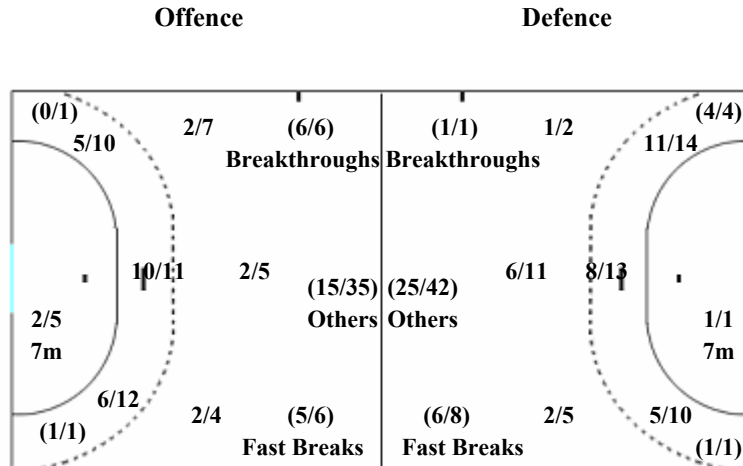 Offence Defence
(0/1) 2/7 (6/6) (1/1) 1/2 (4/4)
5/10 11/14
Breakthroughs Breakthroughs
10/11 2/5 6/11 8/13
(15/35) (25/42)
Others Others
2/5 1/1
7m 7m
6/12
2/4 (5/6) (6/8) 2/5 5/10
(1/1)
Fast Breaks Fast Breaks (1/1)